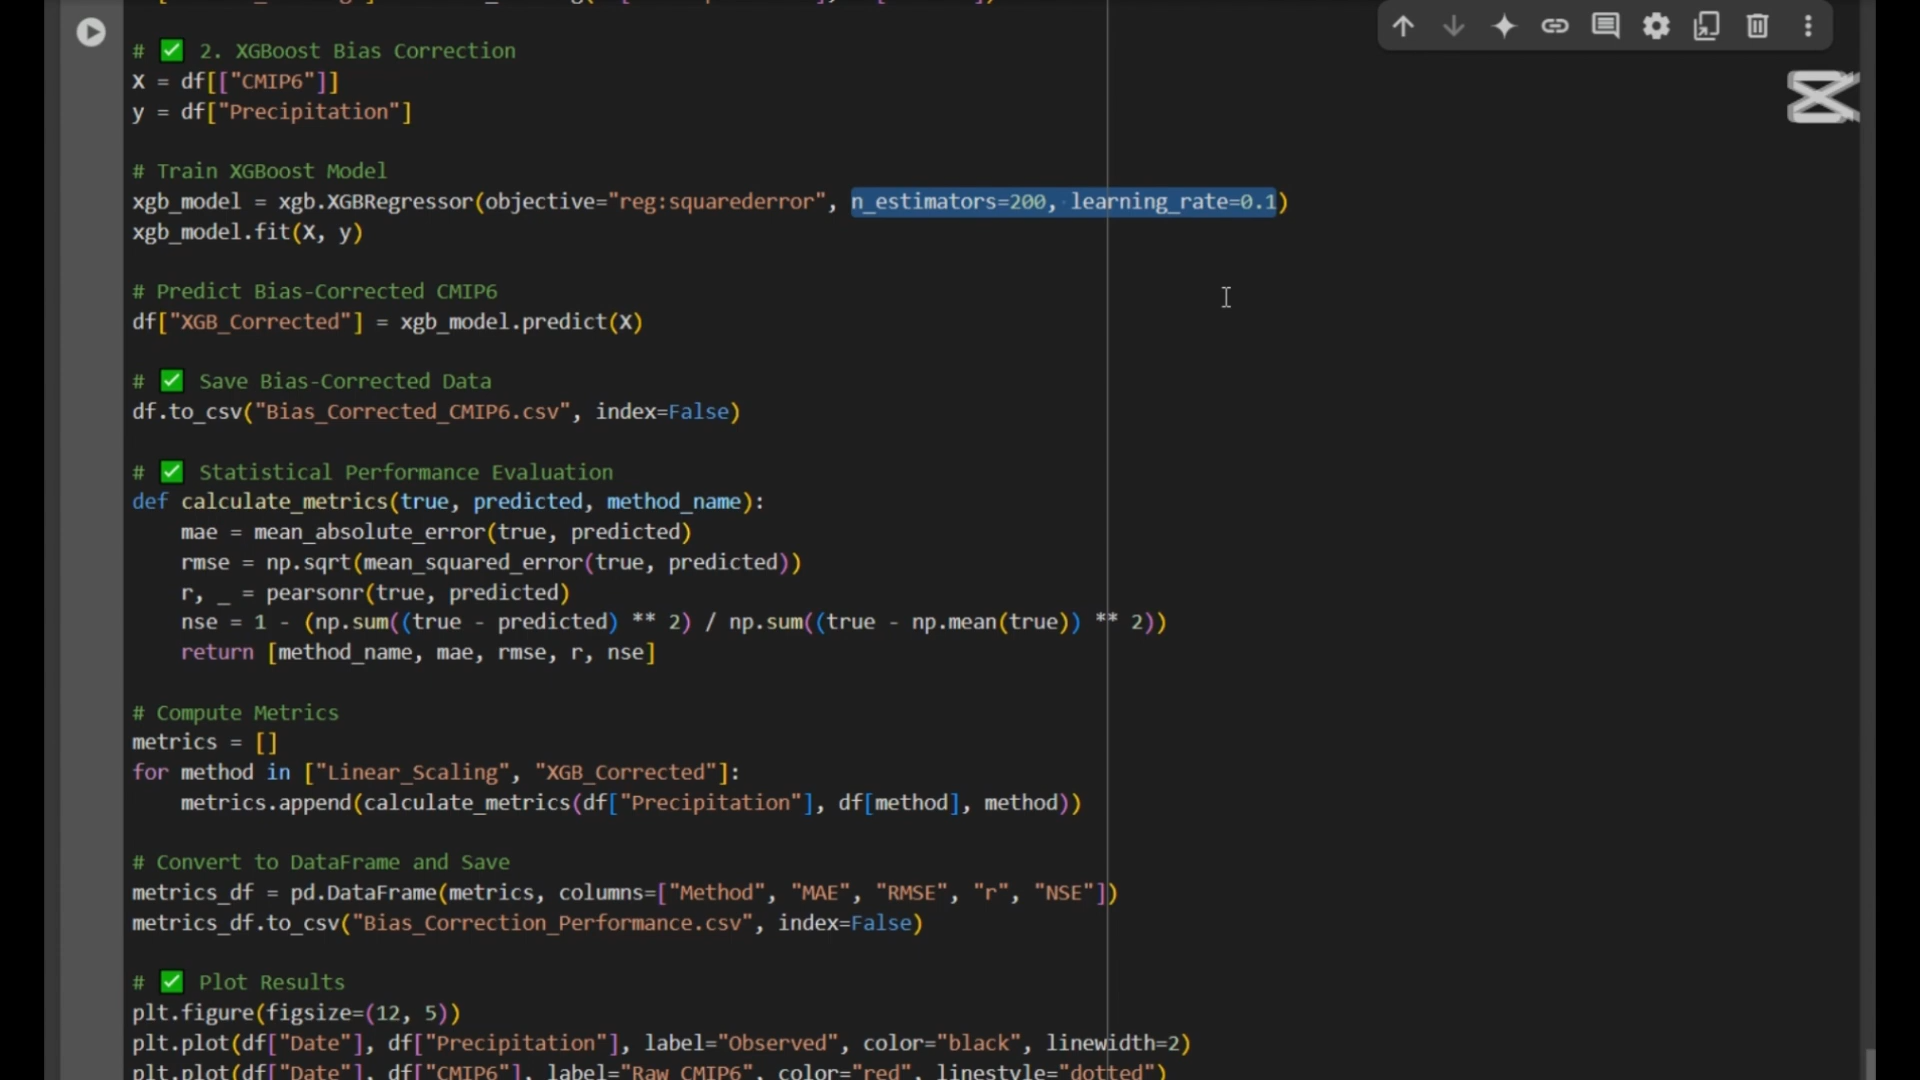 # ✅ 2. XGBoost Bias Correction
X = df[["CMIP6"]]
y = df["Precipitation"]
# Train XGBoost Model
xgb_model = xgb.XGBRegressor(objective="reg:squarederror", n_estimators=200, learning_rate=0.1)
xgb_model.fit(X, y)
# Predict Bias-Corrected CMIP6
df["XGB_Corrected"] = xgb_model.predict(X)
# ✅ Save Bias-Corrected Data
df.to_csv("Bias_Corrected_CMIP6.csv", index=False)
# ✅ Statistical Performance Evaluation
def calculate_metrics(true, predicted, method_name):
    mae = mean_absolute_error(true, predicted)
    rmse = np.sqrt(mean_squared_error(true, predicted))
    r, _ = pearsonr(true, predicted)
    nse = 1 - (np.sum((true - predicted) ** 2) / np.sum((true - np.mean(true)) ** 2))
    return [method_name, mae, rmse, r, nse]
# Compute Metrics
metrics = []
for method in ["Linear_Scaling", "XGB_Corrected"]:
    metrics.append(calculate_metrics(df["Precipitation"], df[method], method))
# Convert to DataFrame and Save
metrics_df = pd.DataFrame(metrics, columns=["Method", "MAE", "RMSE", "r", "NSE"])
metrics_df.to_csv("Bias_Correction_Performance.csv", index=False)
# ✅ Plot Results
plt.figure(figsize=(12, 5))
plt.plot(df["Date"], df["Precipitation"], label="Observed", color="black", linewidth=2)
plt.plot(df["Date"], df["CMIP6"], label="Raw CMIP6", color="red", linestyle="dotted")